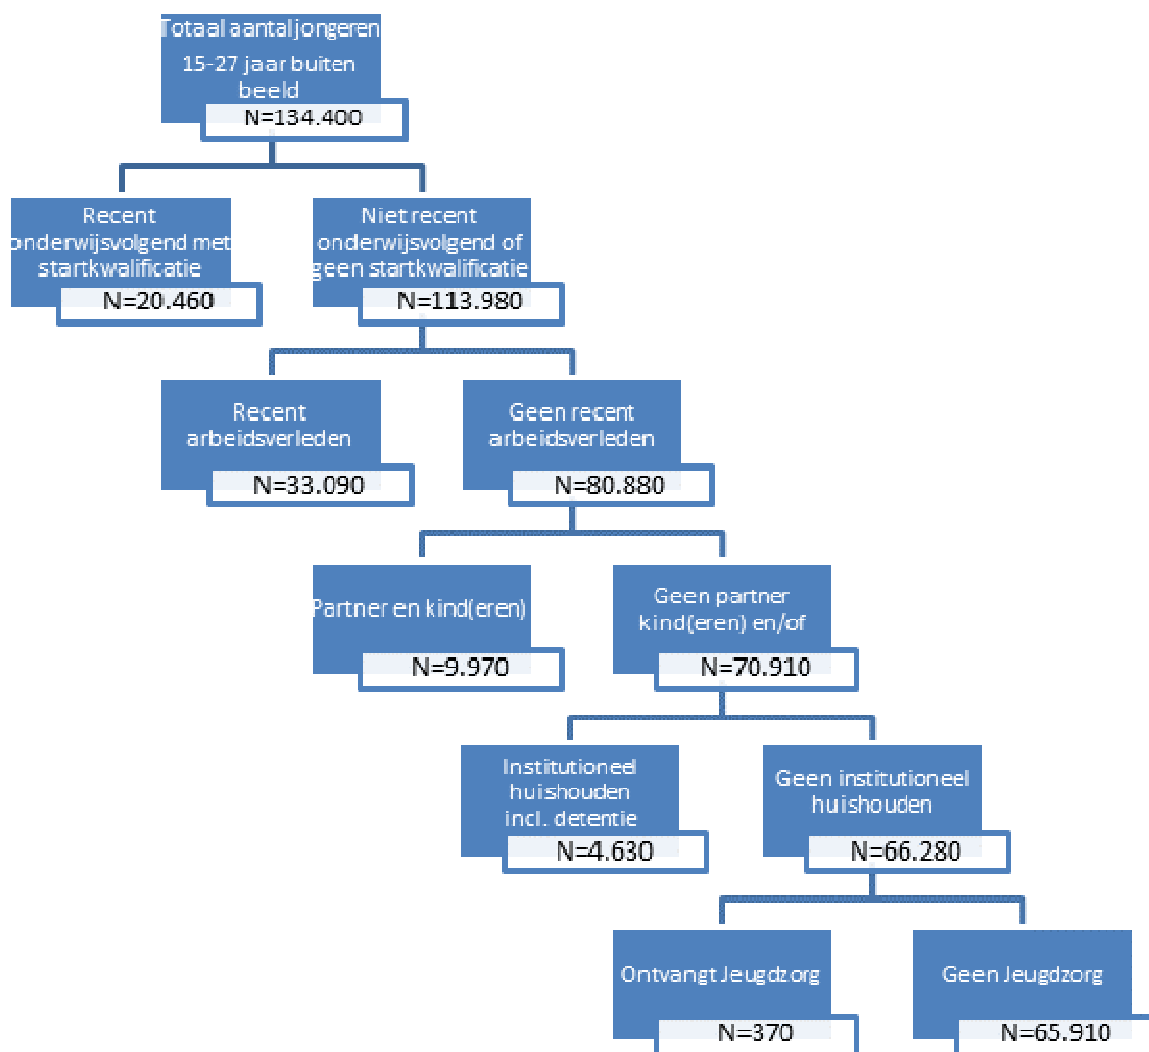 Totaal aantal jongeren
15-27 jaar buiten
beeld
N=134.400
Recent
onderwijsvolgend met
startkwalificatie
N=20.460
Niet recent
onderwijsvolgend of
geen startkwalificatie
N=113.980
Recent
arbeidsverleden
N=33.090
Geen recent
arbeidsverleden
N=80.880
Partner en kind(eren)
N=9.970
Geen partner
kind(eren) en/of
N=70.910
Institutioneel
huishouden
incl. detentie
N=4.630
Geen institutioneel
huishouden
N=66.280
Ontvangt Jeugdzorg
N=370
Geen Jeugdzorg
N=65.910